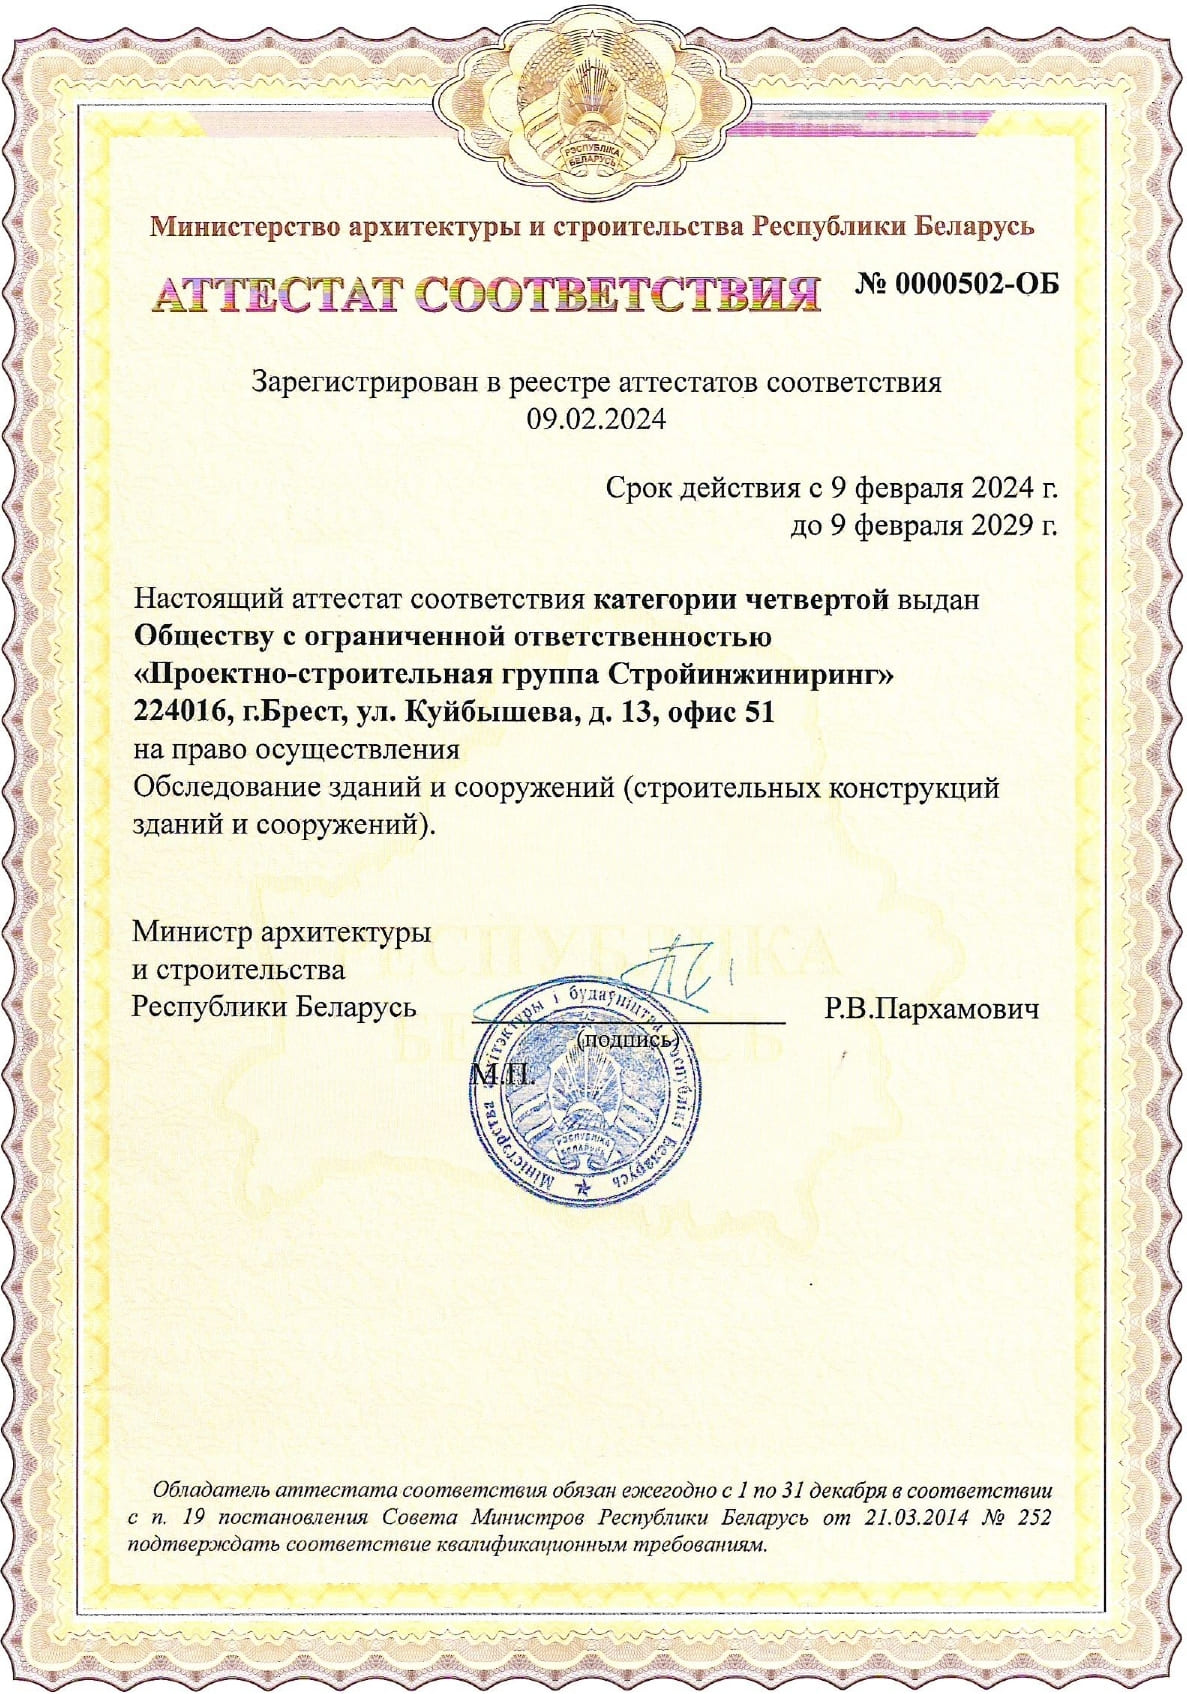 РЭСПУБЛІКА
БЕЛАРУСЬ
Министерство архитектуры и строительства Республики Беларусь
АТТЕСТАТ СООТВЕТСТВИЯ № 0000502-ОБ
Зарегистрирован в реестре аттестатов соответствия
09.02.2024
Срок действия с 9 февраля 2024 г.
до 9 февраля 2029 г.
Настоящий аттестат соответствия категории четвертой выдан
Обществу с ограниченной ответственностью
«Проектно-строительная группа Стройинжиниринг»
224016, г.Брест, ул. Куйбышева, д. 13, офис 51
на право осуществления
Обследование зданий и сооружений (строительных конструкций
зданий и сооружений).
РЕСПУБЛИКА
БЕЛАРУСЬ
Министр архитектуры
и строительства
Республики Беларусь Р.В.Пархамович
(подпись)
М.П.
Міністэрства архітэктуры і будаўніцтва Рэспублікі Беларусь
РЭСПУБЛІКА
БЕЛАРУСЬ
Обладатель аттестата соответствия обязан ежегодно с 1 по 31 декабря в соответствии
с п. 19 постановления Совета Министров Республики Беларусь от 21.03.2014 № 252
подтверждать соответствие квалификационным требованиям.